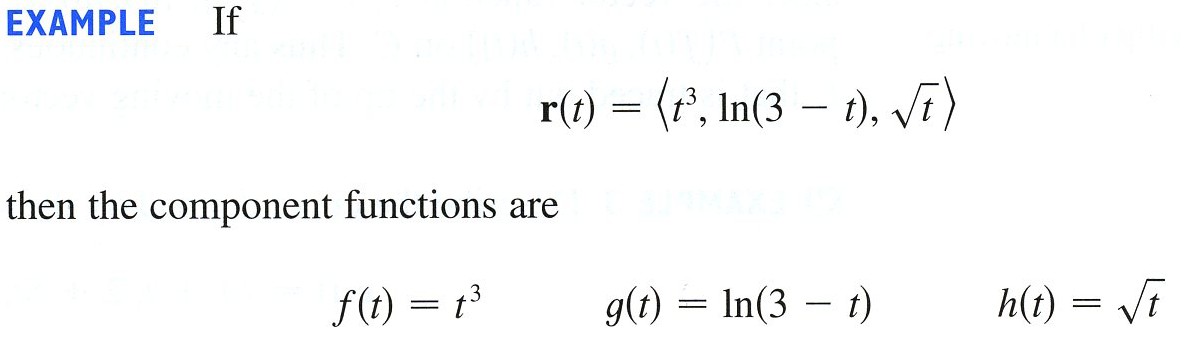 EXAMPLE If
r(t) = ⟨t³, ln(3 − t), √t⟩
then the component functions are
f(t) = t³ g(t) = ln(3 − t) h(t) = √t